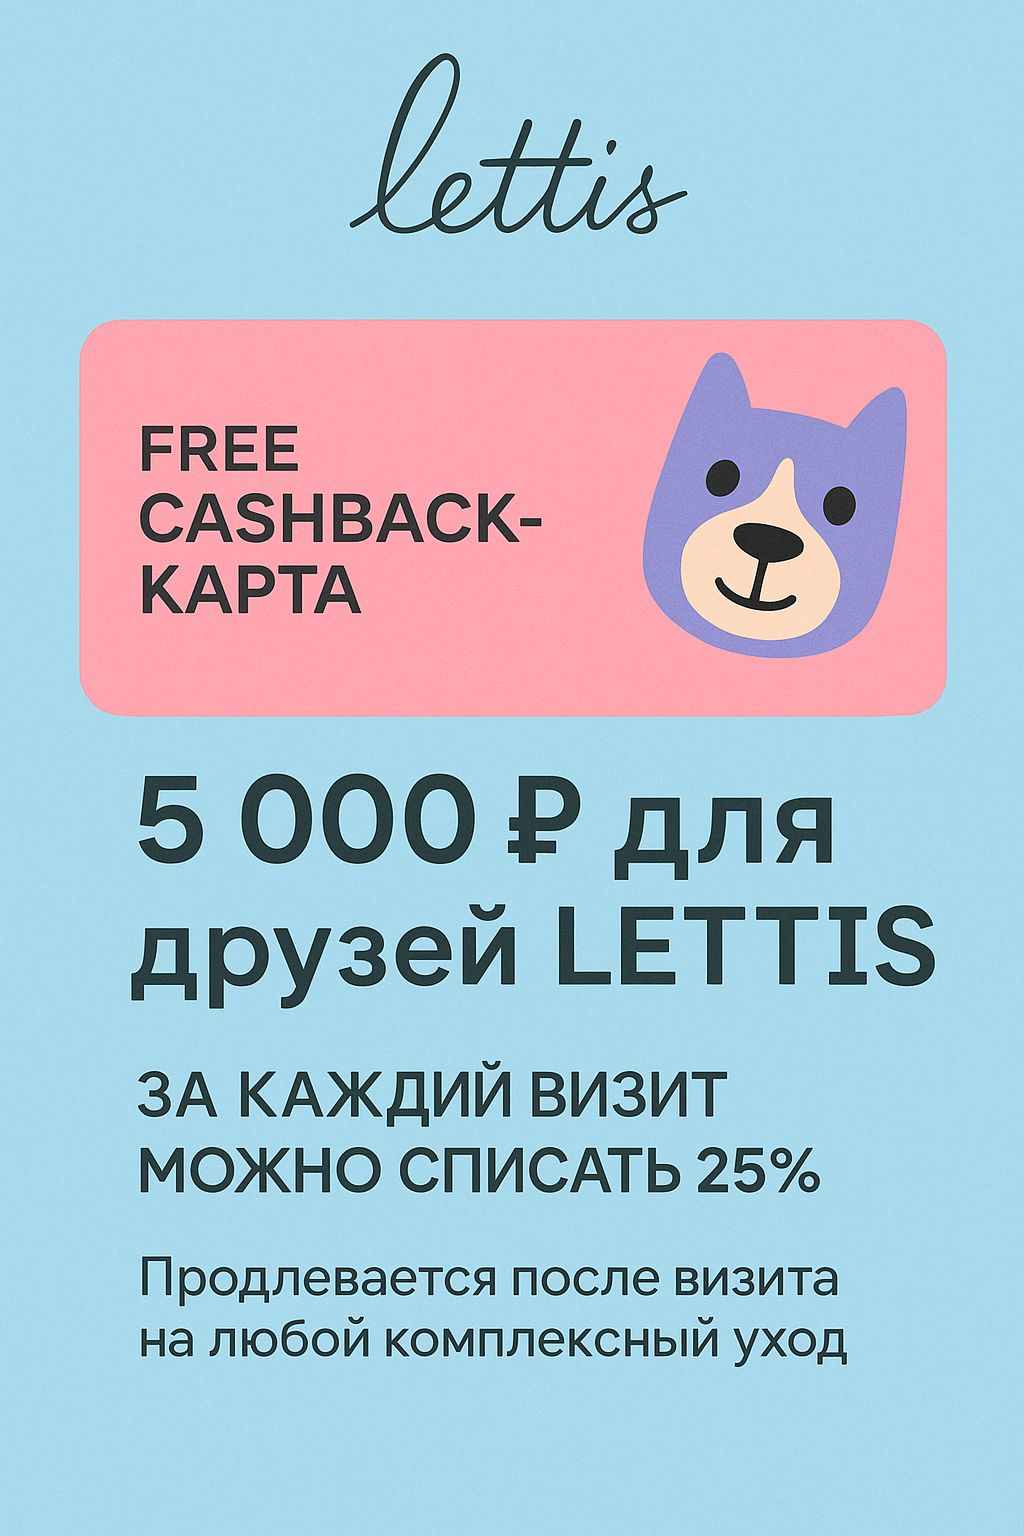 lettis
FREE
CASHBACK-
КАРТА
5 000 ₽ для
друзей LETTIS
ЗА КАЖДИЙ ВИЗИТ
МОЖНО СПИСАТЬ 25%
Продлевается после визита
на любой комплексный уход